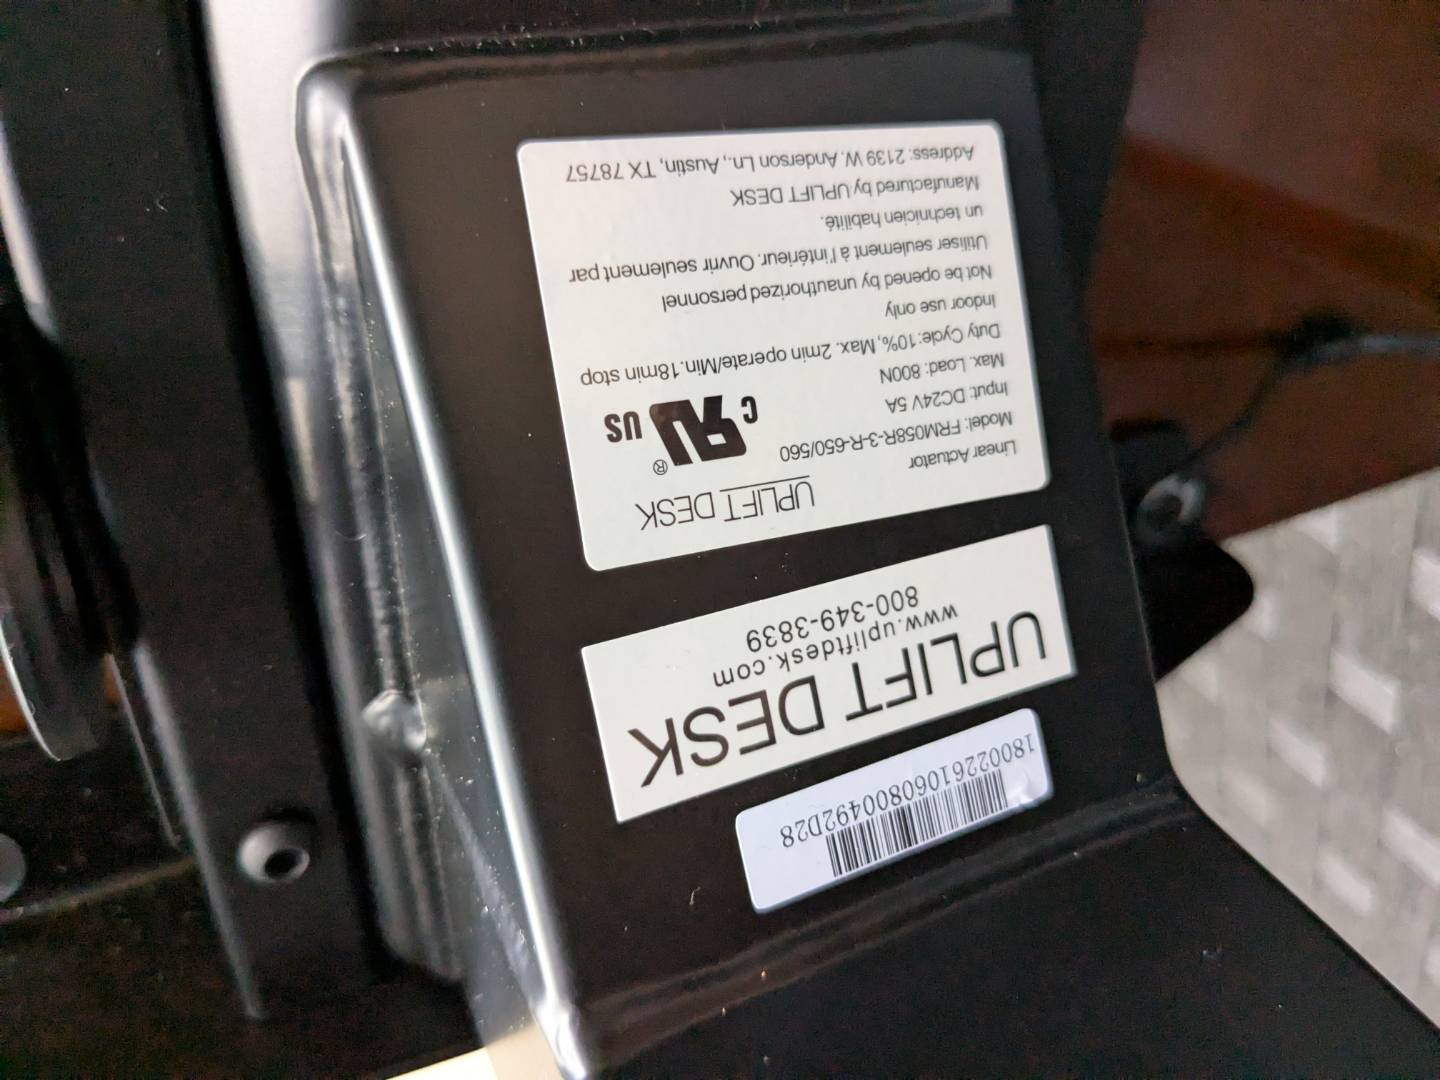 UPLIFT DESK
Linear Actuator
Model: FRM058R-3-R-650/560
Input: DC24V 5A
Max. Load: 800N
Duty Cycle:10%, Max. 2min operate/Min.18min stop
Indoor use only
Not be opened by unauthorized personnel
Utiliser seulement à l'intérieur. Ouvrir seulement par
un technicien habilité.
Manufactured by UPLIFT DESK
Address: 2139 W. Anderson Ln., Austin, TX 78757
C RU US ®
UPLIFT DESK
www.upliftdesk.com
800-349-3839
18002261060800492D28